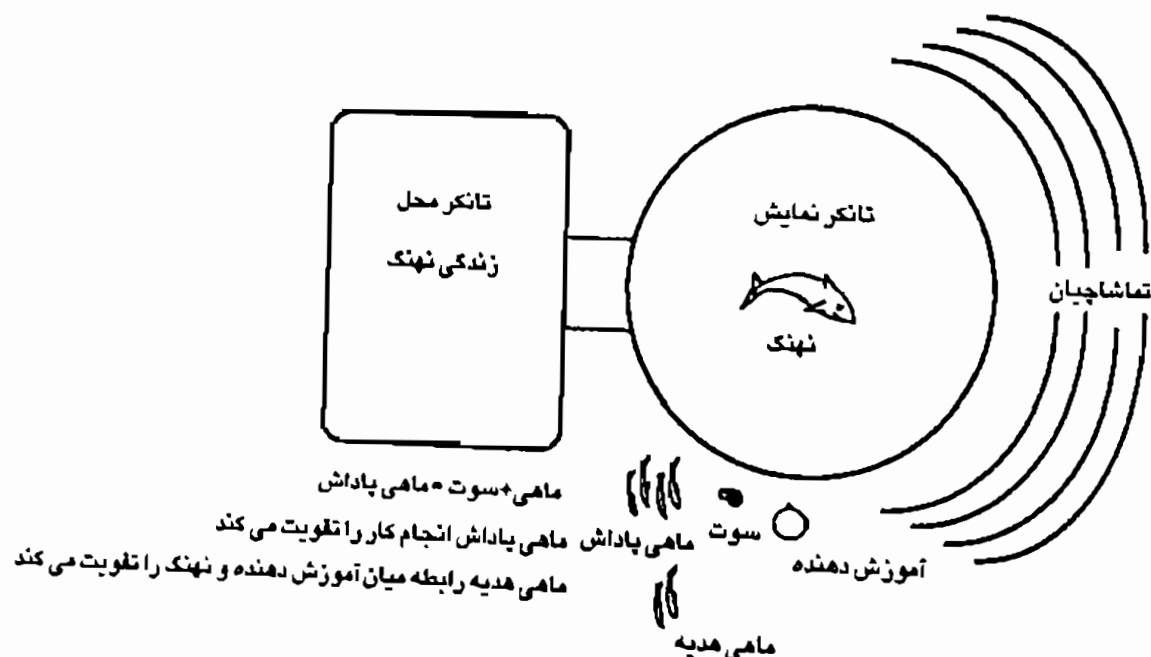 تانکر محل
زندگی نهنگ
تانکر نمایش
نهنگ
تماشاچیان
ماهی+سوت = ماهی پاداش
ماهی پاداش انجام کار را تقویت می کند
ماهی هدیه رابطه میان آموزش دهنده و نهنگ را تقویت می کند
ماهی پاداش
سوت
آموزش دهنده
ماهی هدیه